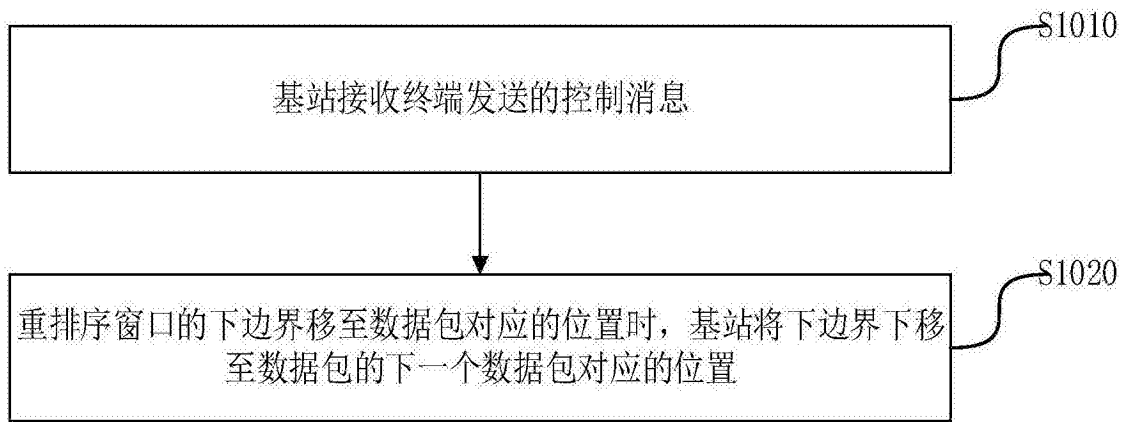 S1010
基站接收终端发送的控制消息
S1020
重排序窗口的下边界移至数据包对应的位置时，基站将下边界下移
至数据包的下一个数据包对应的位置